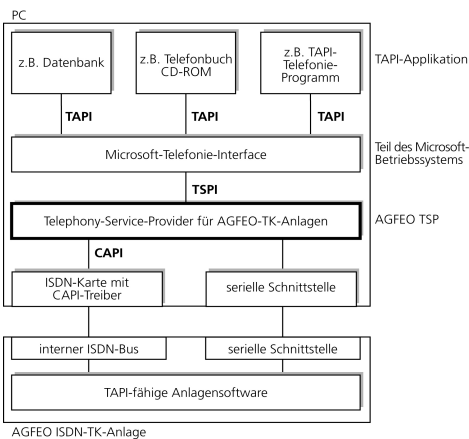 PC
z.B. Datenbank
z.B. Telefonbuch
CD-ROM
z.B. TAPI-
Telefonie-
Programm
TAPI-Applikation
TAPI
TAPI
TAPI
Microsoft-Telefonie-Interface
Teil des Microsoft-
Betriebssystems
TSPI
Telephony-Service-Provider für AGFEO-TK-Anlagen
AGFEO TSP
CAPI
ISDN-Karte mit
CAPI-Treiber
serielle Schnittstelle
interner ISDN-Bus
serielle Schnittstelle
TAPI-fähige Anlagensoftware
AGFEO ISDN-TK-Anlage